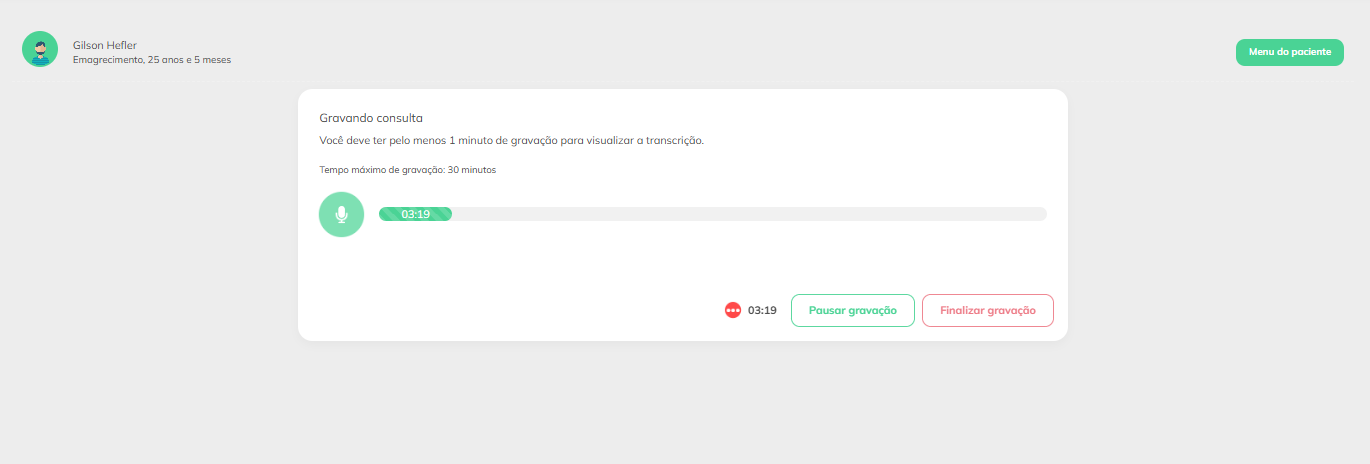 Gilson Hefler
Emagrecimento, 25 anos e 5 meses
Menu do paciente
Gravando consulta
Você deve ter pelo menos 1 minuto de gravação para visualizar a transcrição.
Tempo máximo de gravação: 30 minutos
03:19
03:19
Pausar gravação
Finalizar gravação